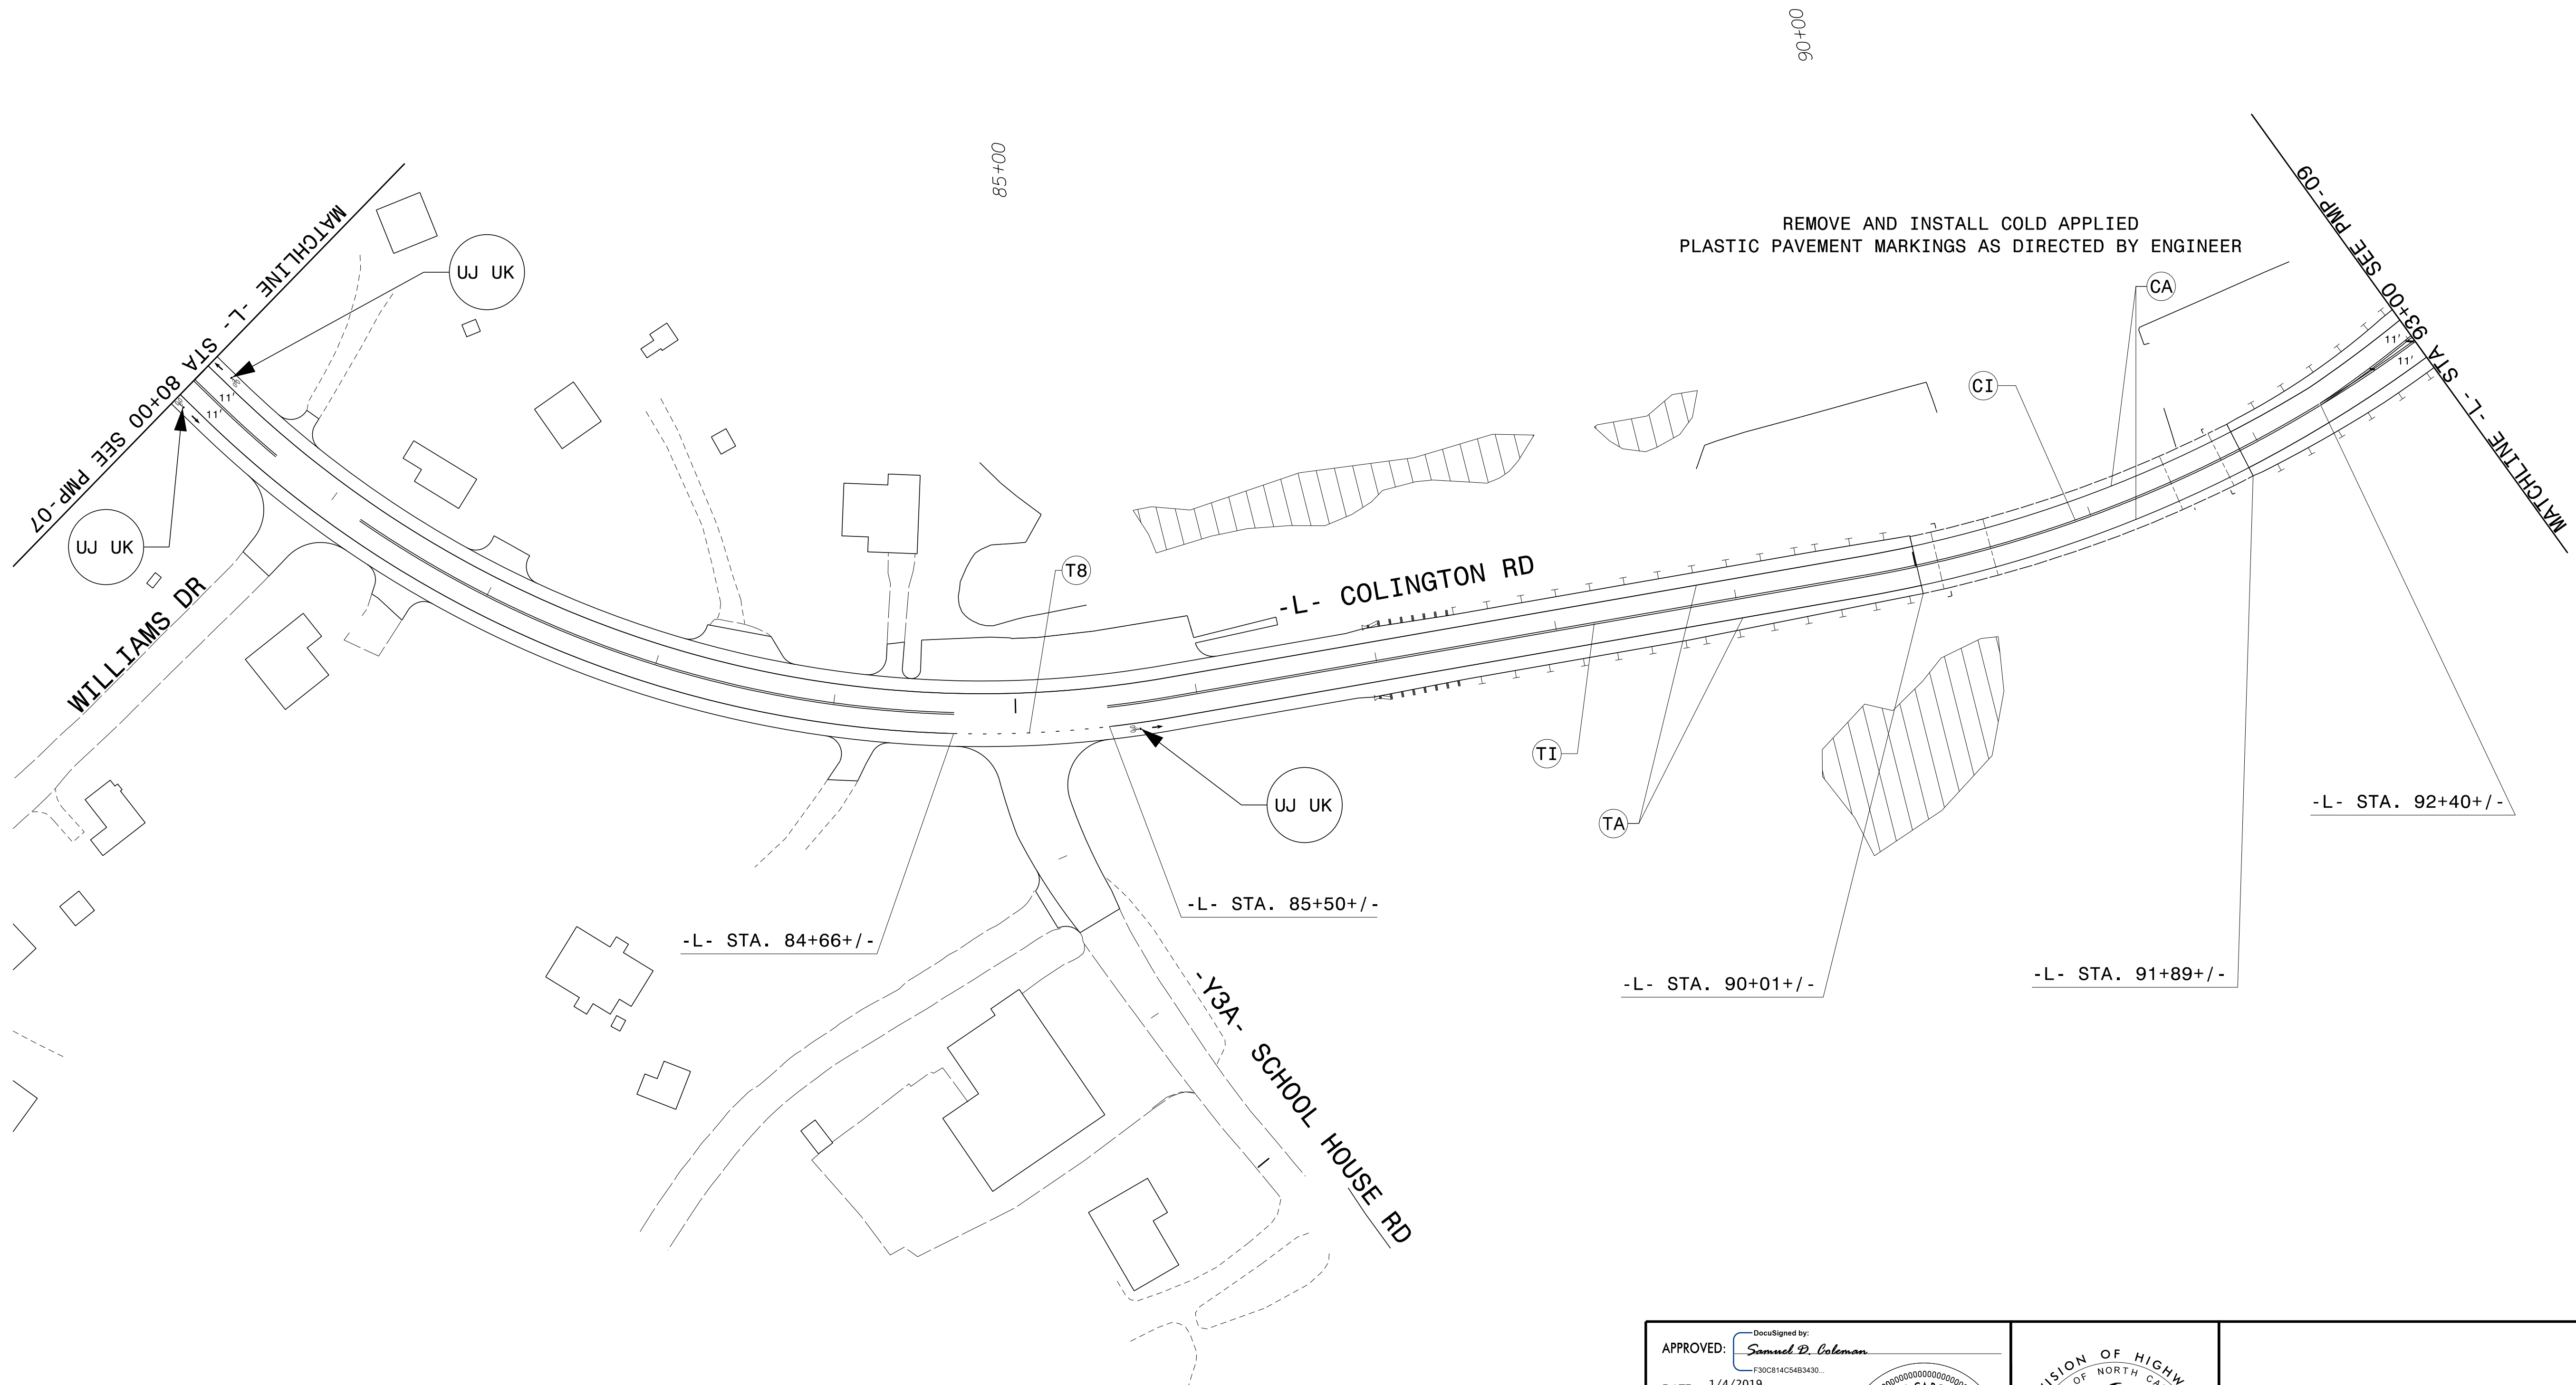 90+00
85+00
MATCHLINE -L- STA 80+00 SEE PMP-07
UJ UK
11'
11'
UJ UK
WILLIAMS DR
REMOVE AND INSTALL COLD APPLIED
PLASTIC PAVEMENT MARKINGS AS DIRECTED BY ENGINEER
MATCHLINE -L- STA 93+00 SEE PMP-09
CA
11'
11'
CI
T8
-L- COLINGTON RD
TI
UJ UK
TA
-L- STA. 92+40+/-
-L- STA. 85+50+/-
-L- STA. 84+66+/-
-L- STA. 90+01+/-
-L- STA. 91+89+/-
-Y3A- SCHOOL HOUSE RD
APPROVED:
DocuSigned by:
Samuel D. Coleman
F30C814C54B3430...
1/4/2019